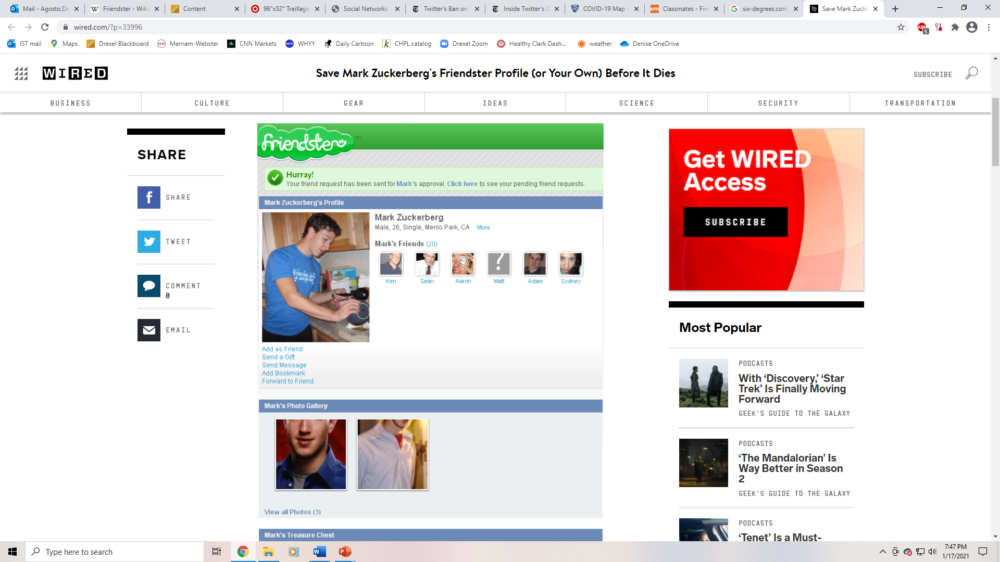 Mail - Agosto,De
Friendster - Wiki
Content
96"x52" Treillage
Social Networks
Twitter's Ban on
Inside Twitter's D
COVID-19 Map -
Classmates - Find
six-degrees.com
Save Mark Zucke
wired.com/?p=33996
ABP
5
IST mail
Maps
Drexel Blackboard
Merriam-Webster
CNN Markets
WHYY
Daily Cartoon
CHPL catalog
Drexel Zoom
Healthy Clark Dash...
weather
Denise OneDrive
WIRED
Save Mark Zuckerberg's Friendster Profile (or Your Own) Before It Dies
SUBSCRIBE
BUSINESS
CULTURE
GEAR
IDEAS
SCIENCE
SECURITY
TRANSPORTATION
SHARE
SHARE
TWEET
COMMENT
0
EMAIL
friendster
SM
Hurray!
Your friend request has been sent for Mark's approval. Click here to see your pending friend requests.
Mark Zuckerberg's Profile
Mark Zuckerberg
Male, 26, Single, Menlo Park, CA More
Mark's Friends (20)
Ken
Sean
Aaron
Matt
Adam
Sydney
Add as Friend
Send a Gift
Send Message
Add Bookmark
Forward to Friend
Mark's Photo Gallery
View all Photos (3)
Mark's Treasure Chest
Get WIRED
Access
SUBSCRIBE
Most Popular
PODCASTS
With ‘Discovery,’ ‘Star
Trek’ Is Finally Moving
Forward
GEEK'S GUIDE TO THE GALAXY
PODCASTS
‘The Mandalorian’ Is
Way Better in Season
2
GEEK'S GUIDE TO THE GALAXY
PODCASTS
‘Tenet’ Is a Must-
Type here to search
7:47 PM
1/17/2021